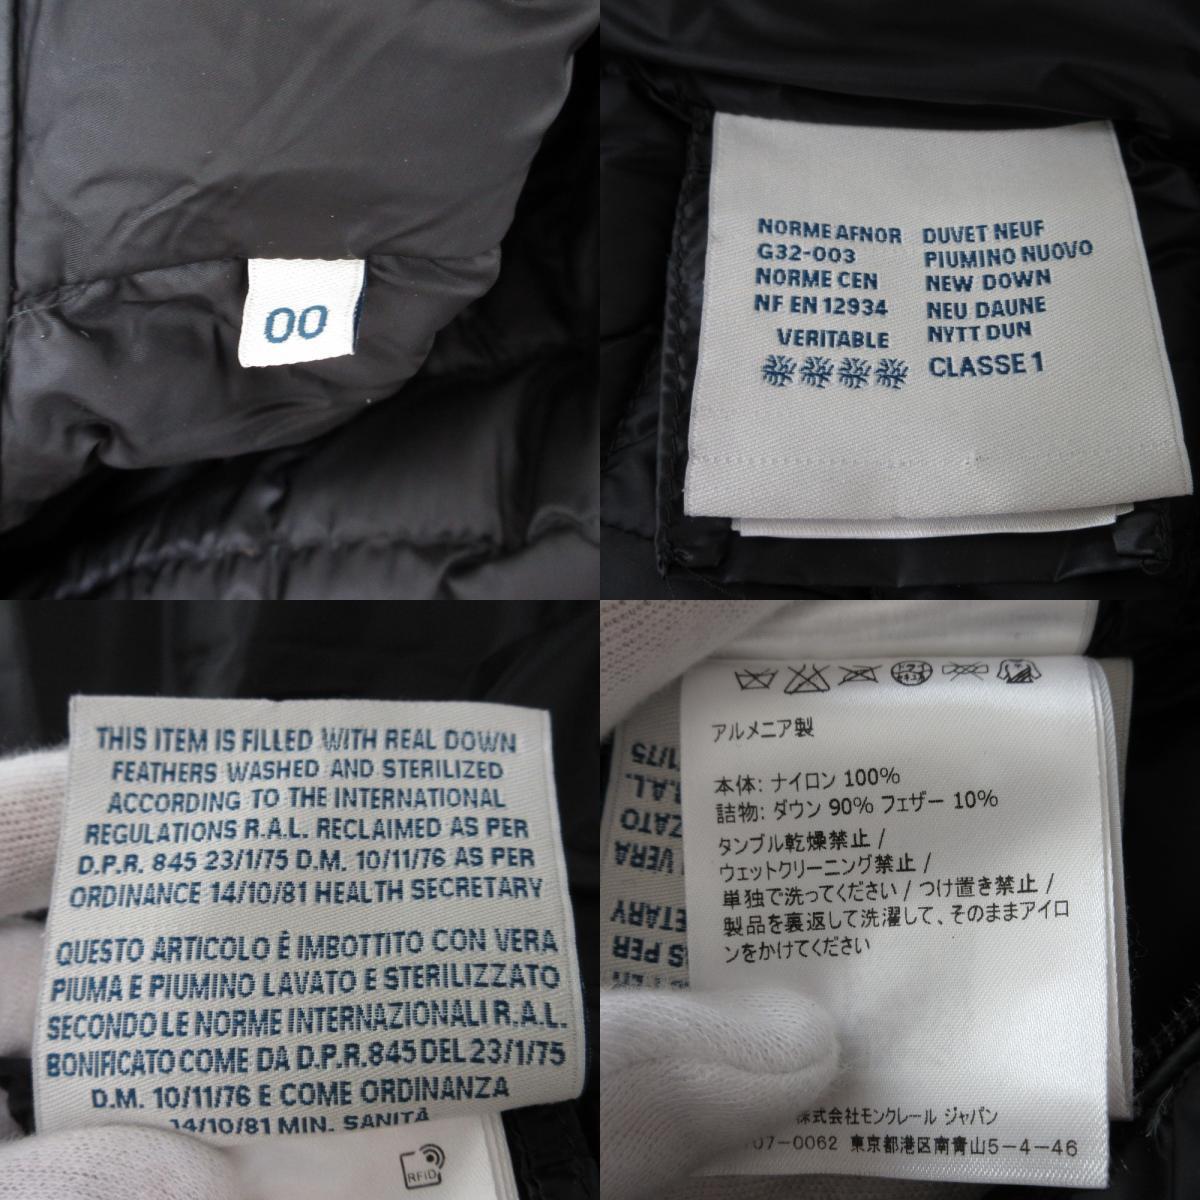 00
NORME AFNOR
G32-003
NORME CEN
NF EN 12934
VERITABLE
DUVET NEUF
PIUMINO NUOVO
NEW DOWN
NEU DAUNE
NYTT DUN
CLASSE 1
THIS ITEM IS FILLED WITH REAL DOWN
FEATHERS WASHED AND STERILIZED
ACCORDING TO THE INTERNATIONAL
REGULATIONS R.A.L. RECLAIMED AS PER
D.P.R. 845 23/1/75 D.M. 10/11/76 AS PER
ORDINANCE 14/10/81 HEALTH SECRETARY
QUESTO ARTICOLO È IMBOTTITO CON VERA
PIUMA E PIUMINO LAVATO E STERILIZZATO
SECONDO LE NORME INTERNAZIONALI R.A.L.
BONIFICATO COME DA D.P.R.845 DEL 23/1/75
D.M. 10/11/76 E COME ORDINANZA
14/10/81 MIN. SANITÀ
RFID
アルメニア製
本体: ナイロン 100%
詰物: ダウン 90% フェザー 10%
タンブル乾燥禁止 /
ウェットクリーニング禁止 /
単独で洗ってください / つけ置き禁止 /
製品を裏返して洗濯して、そのままアイロ
ンをかけてください
株式会社モンクレール ジャパン
07-0062 東京都港区南青山5-4-46
1/75
R.A.L.
ZATO
VERA
ETARY
S PER